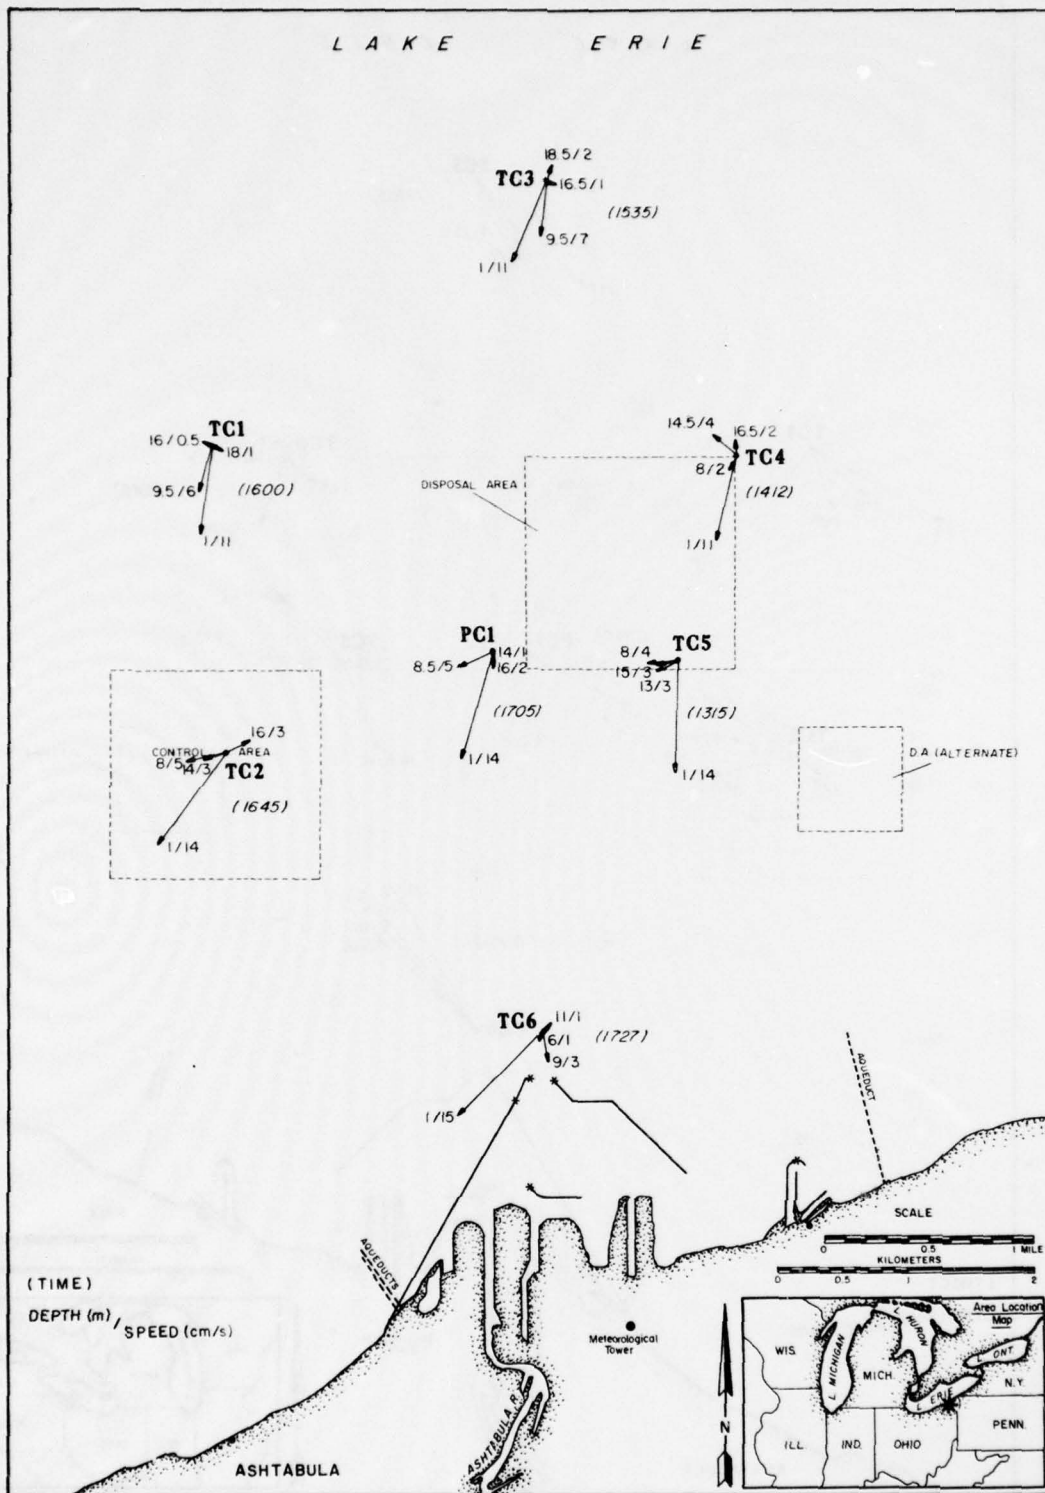 LAKE ERIE
18.5/2
TC3
16.5/1
(1535)
9.5/7
1/11
TC1
16/0.5
18/1
9.5/6
(1600)
1/11
14.5/4
16.5/2
TC4
8/2
(1412)
DISPOSAL AREA
1/11
PC1
14/1
8.5/5
16/2
(1705)
1/14
TC5
8/4
15/3
13/3
(1315)
1/14
16/3
CONTROL AREA
8/5
14/3
TC2
(1645)
1/14
D.A. (ALTERNATE)
TC6
11/1
6/1
(1727)
9/3
1/15
AQUEDUCT
SCALE
0 0.5 1 MILE
KILOMETERS
0 0.5 1 2
AQUEDUCTS
(TIME)
DEPTH (m) / SPEED (cm/s)
Meteorological
Tower
ASHTABULA R.
ASHTABULA
N
Area Location
Map
WIS.
L. MICHIGAN
HURON
MICH.
L. ONT.
N.Y.
L. ERIE
PENN.
ILL.
IND.
OHIO